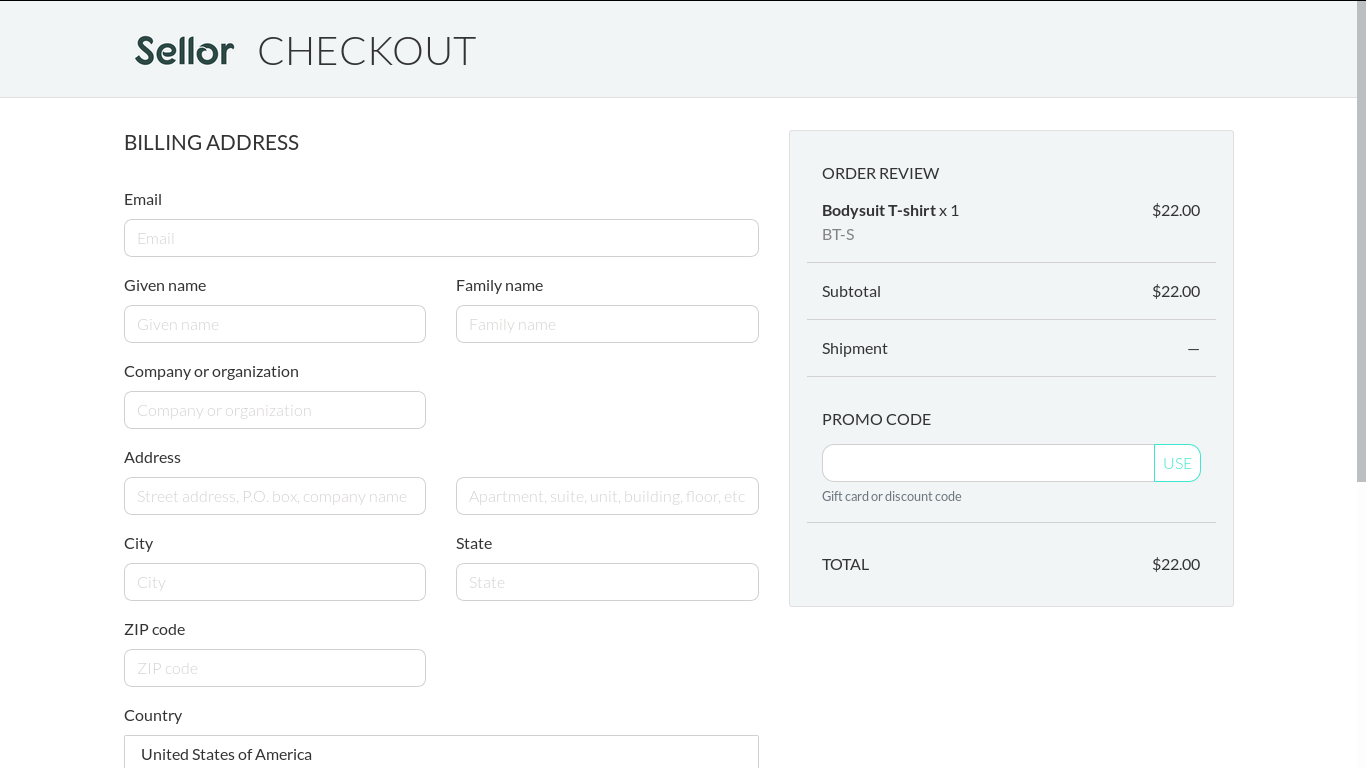 Sellor CHECKOUT
BILLING ADDRESS
Email
Email
Given name
Family name
Given name
Family name
Company or organization
Company or organization
Address
Street address, P.O. box, company name
Apartment, suite, unit, building, floor, etc
City
State
City
State
ZIP code
ZIP code
Country
United States of America
ORDER REVIEW
Bodysuit T-shirt x 1 $22.00
BT-S
Subtotal $22.00
Shipment —
PROMO CODE
USE
Gift card or discount code
TOTAL $22.00